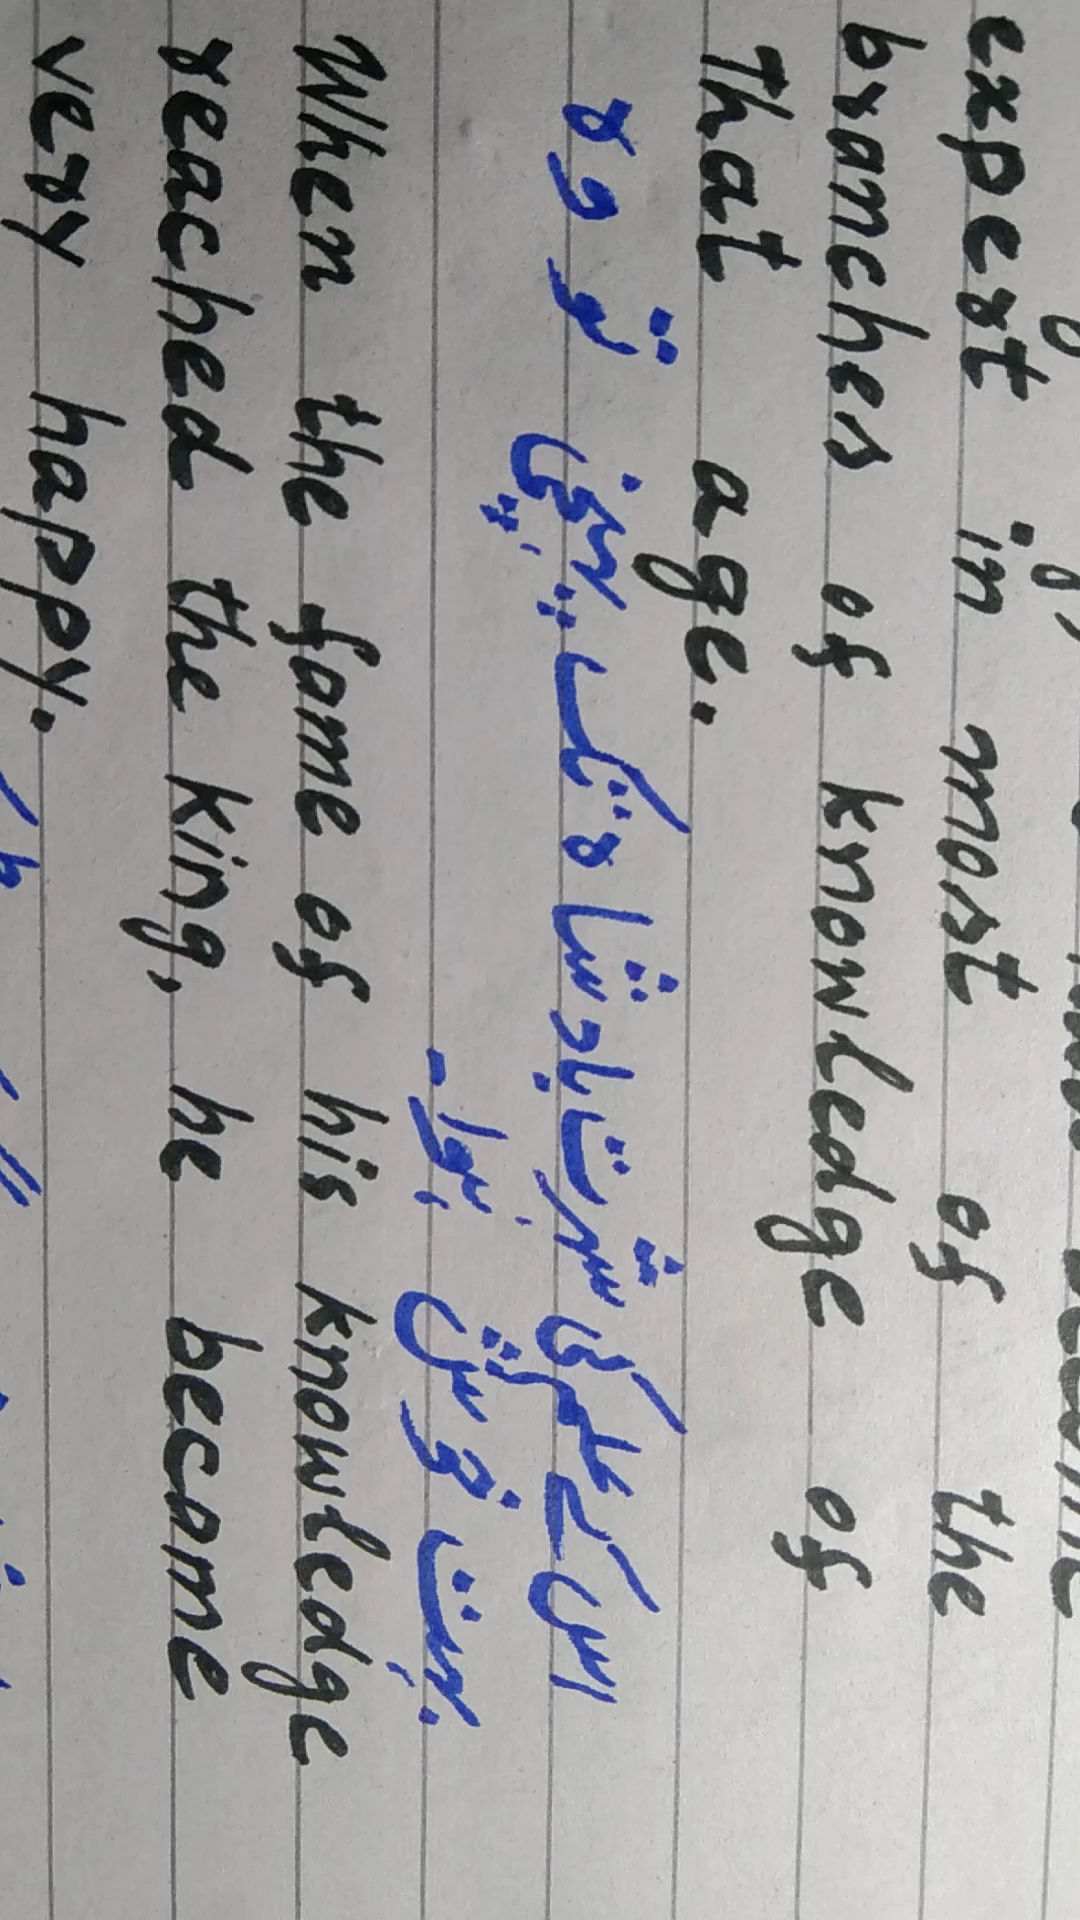 expert in most of the
branches of knowledge of
That age.
اس کے علم کی شہرت بادشاہ تک پہنچی تو وہ
بہت خوش ہوا۔
When the fame of his knowledge
reached the king, he became
very happy.